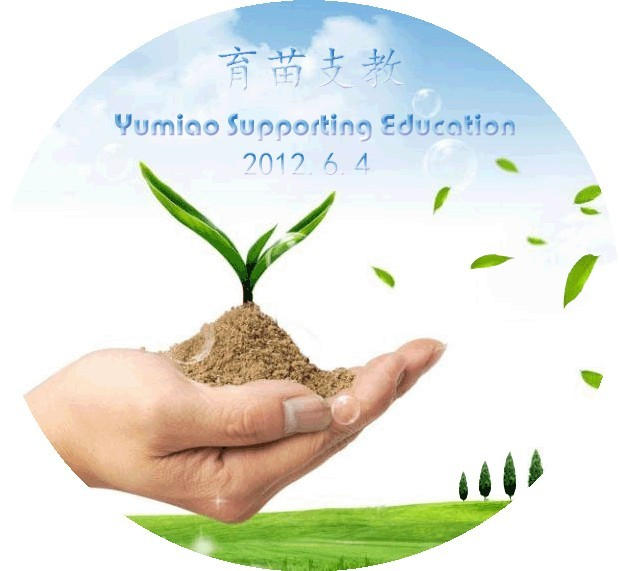 育苗支教
Yumiao Supporting Education
2012.6.4